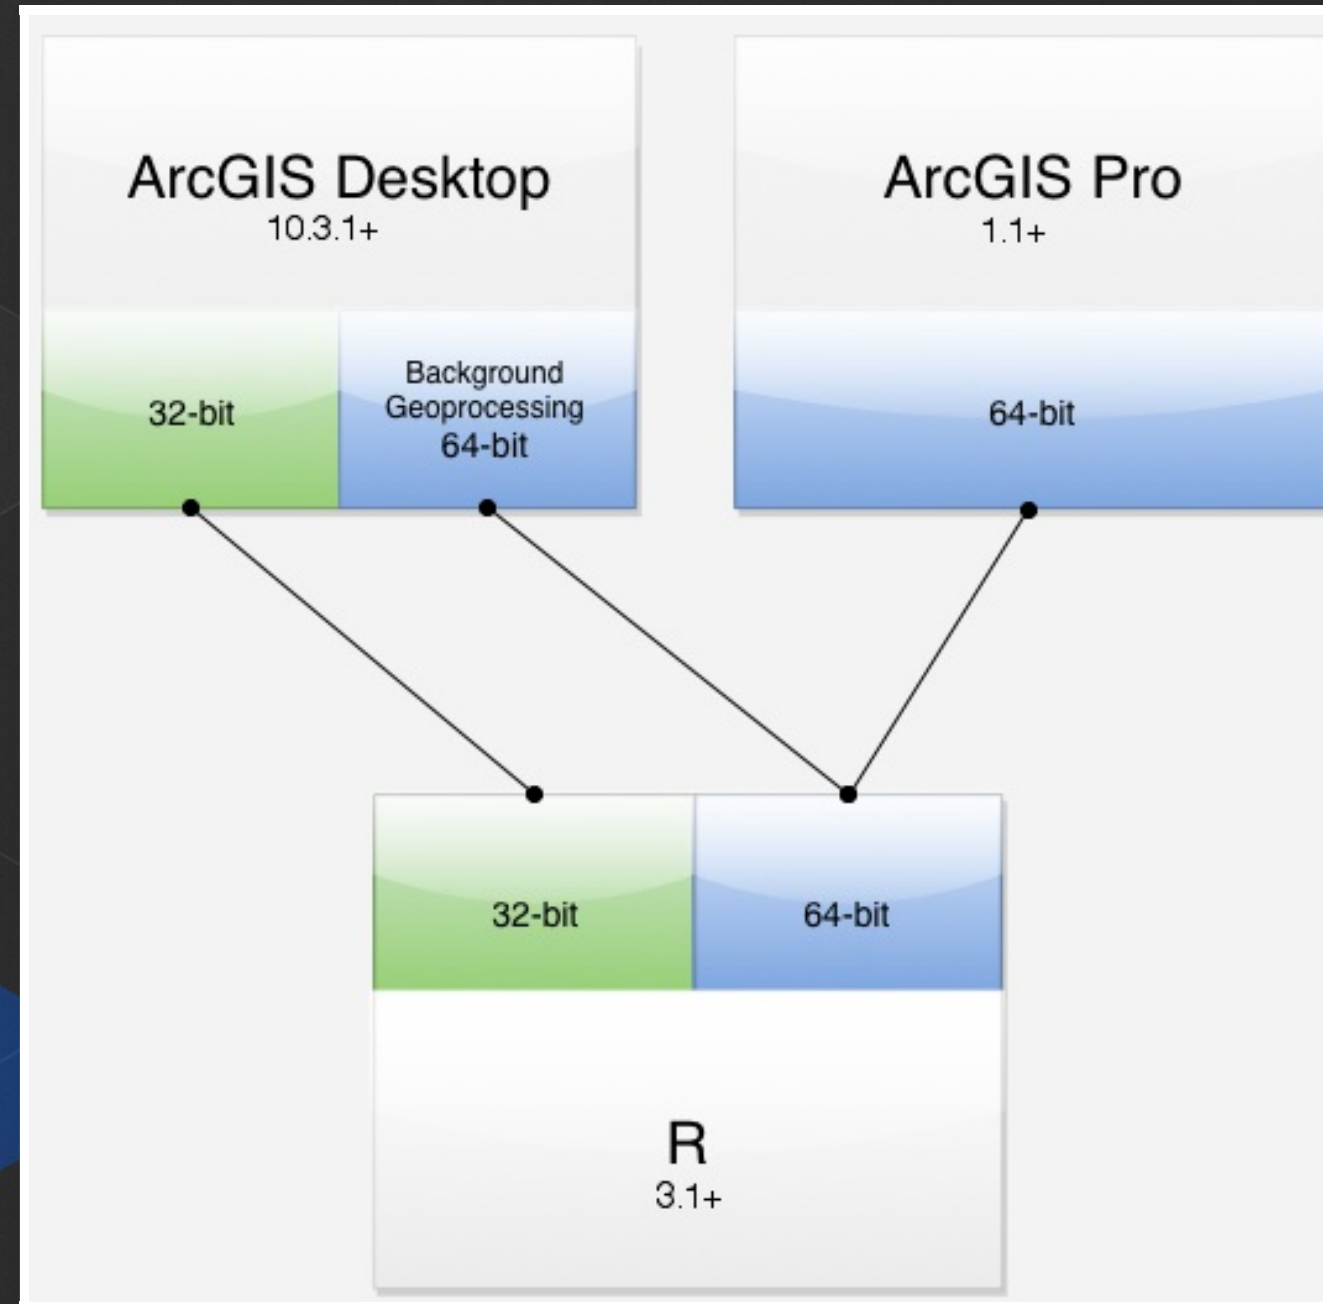 ArcGIS Desktop
10.3.1+
32-bit
Background
Geoprocessing
64-bit
ArcGIS Pro
1.1+
64-bit
32-bit
64-bit
R
3.1+